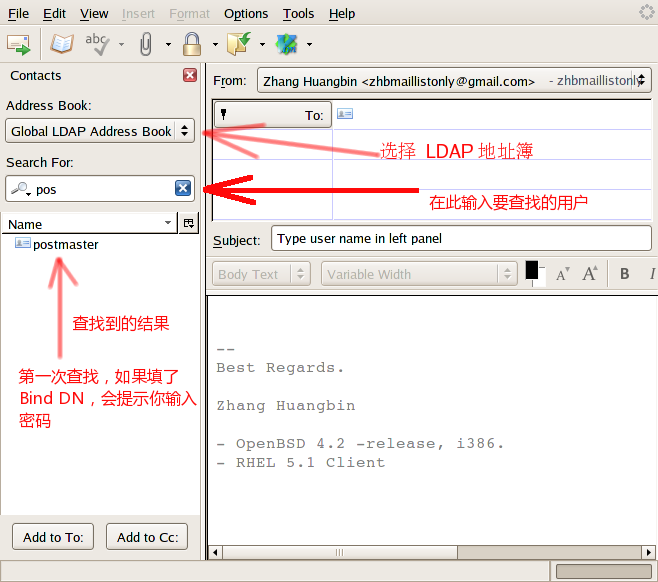 File Edit View Insert Format Options Tools Help
abc
Contacts
Address Book:
Global LDAP Address Book
Search For:
pos
Name
postmaster
查找到的结果
第一次查找，如果填了
Bind DN，会提示你输入
密码
Add to To: Add to Cc:
From: Zhang Huangbin <zhbmaillistonly@gmail.com> - zhbmaillistonly
To:
选择 LDAP 地址簿
在此输入要查找的用户
Subject: Type user name in left panel
Body Text Variable Width A A B I
--
Best Regards.
Zhang Huangbin
- OpenBSD 4.2 -release, i386.
- RHEL 5.1 Client